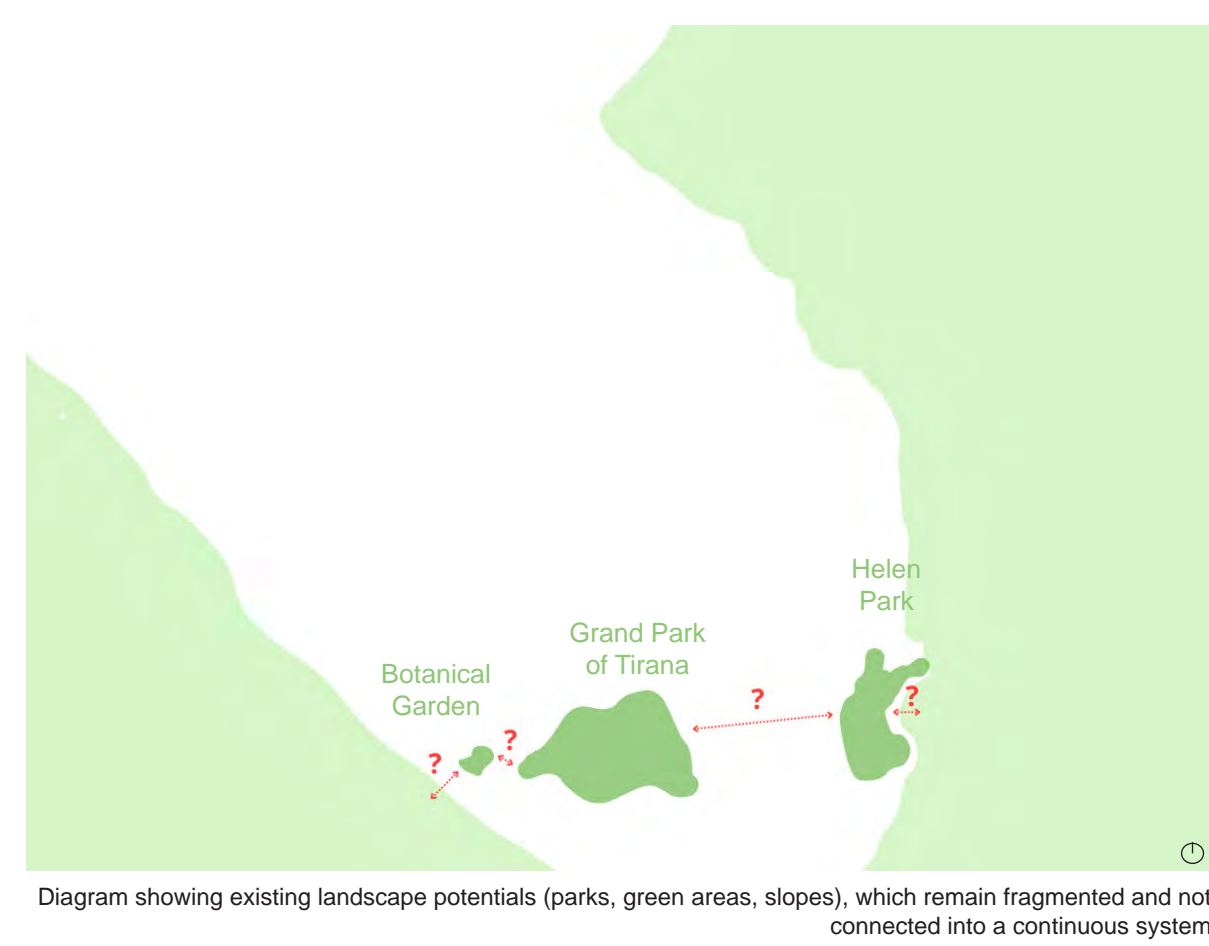 Helen
Park
Grand Park
of Tirana
Botanical
Garden
?
?
?
?
Diagram showing existing landscape potentials (parks, green areas, slopes), which remain fragmented and not
connected into a continuous system